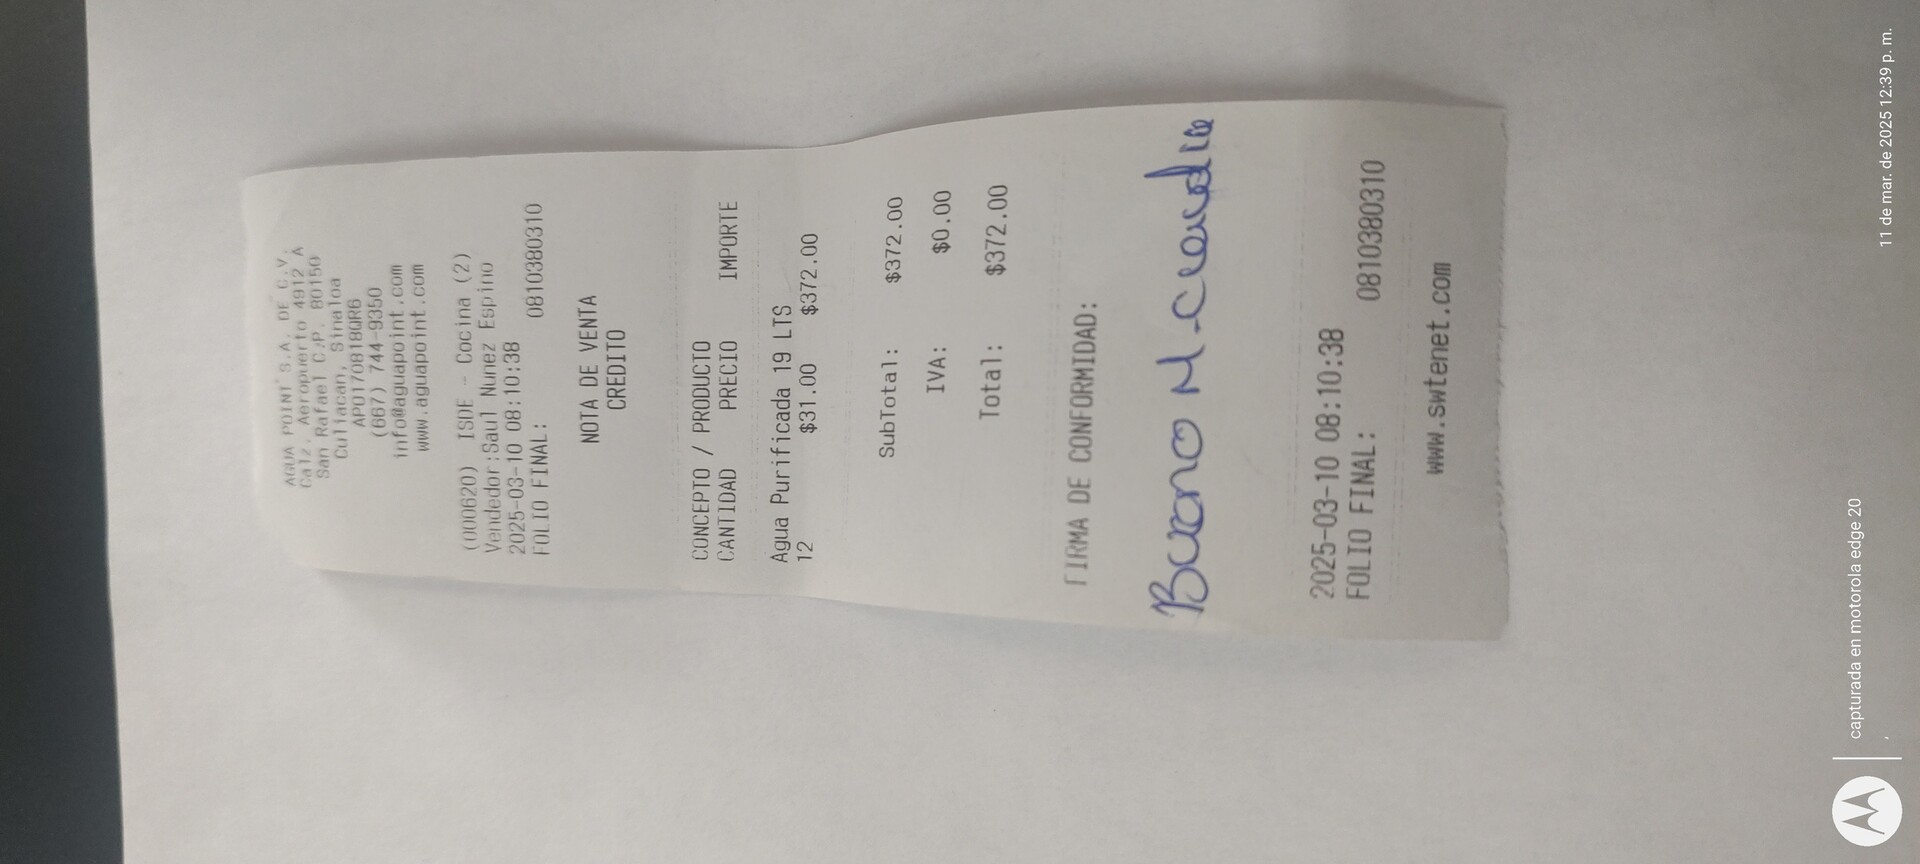 AGUA POINT S.A. DE C.V.
Calz. Aeropuerto 4912 A
San Rafael C.P. 80150
Culiacan, Sinaloa
APO170818QR6
(667) 744-9350
info@aguapoint.com
www.aguapoint.com
(000620) ISDE - Cocina (2)
Vendedor:Saul Nunez Espino
2025-03-10 08:10:38
FOLIO FINAL: 0810380310
NOTA DE VENTA
CREDITO
CONCEPTO / PRODUCTO
CANTIDAD PRECIO IMPORTE
Agua Purificada 19 LTS
12 $31.00 $372.00
SubTotal: $372.00
IVA: $0.00
Total: $372.00
FIRMA DE CONFORMIDAD:
2025-03-10 08:10:38
FOLIO FINAL: 0810380310
www.swtenet.com
capturada en motorola edge 20
11 de mar. de 2025 12:39 p. m.